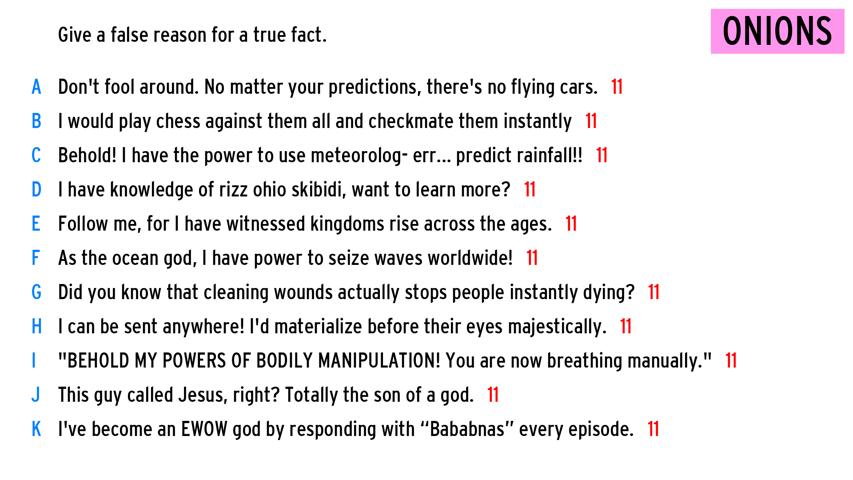 Give a false reason for a true fact.
ONIONS
A Don't fool around. No matter your predictions, there's no flying cars. 11
B I would play chess against them all and checkmate them instantly 11
C Behold! I have the power to use meteorolog- err... predict rainfall!! 11
D I have knowledge of rizz ohio skibidi, want to learn more? 11
E Follow me, for I have witnessed kingdoms rise across the ages. 11
F As the ocean god, I have power to seize waves worldwide! 11
G Did you know that cleaning wounds actually stops people instantly dying? 11
H I can be sent anywhere! I'd materialize before their eyes majestically. 11
I "BEHOLD MY POWERS OF BODILY MANIPULATION! You are now breathing manually." 11
J This guy called Jesus, right? Totally the son of a god. 11
K I've become an EWOW god by responding with “Bababnas” every episode. 11